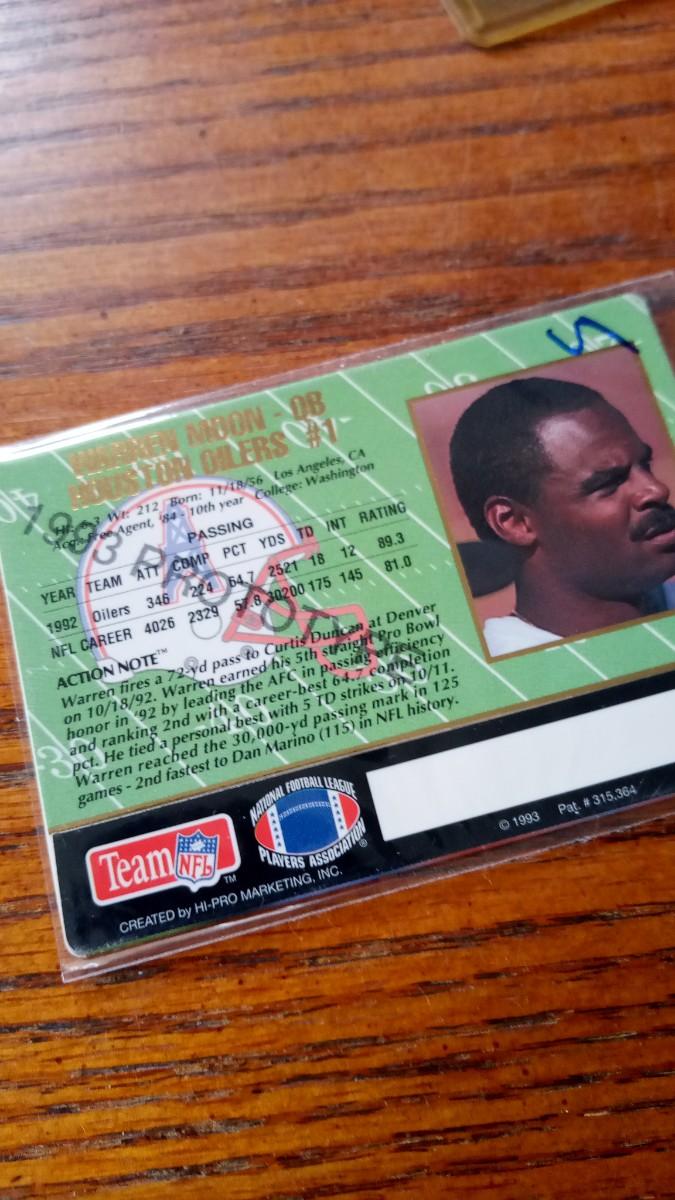 WARREN MOON - QB
HOUSTON OILERS #1
Ht: 6-3 Wt: 212 Born: 11/18/56 Los Angeles, CA
Acq: Free Agent, '84 - 10th year College: Washington
PASSING
YEAR TEAM ATT COMP PCT YDS TD INT RATING
1992 Oilers 346 224 64.7 2521 18 12 89.3
NFL CAREER 4026 2329 57.8 30200 175 145 81.0
1993 PROTOTYPE
ACTION NOTE™
Warren fires a 72-yd pass to Curtis Duncan at Denver
on 10/18/92. Warren earned his 5th straight Pro Bowl
honor in '92 by leading the AFC in passing efficiency
and ranking 2nd with a career-best 64.7 completion
pct. He tied a personal best with 5 TD strikes on 10/11.
Warren reached the 30,000-yd passing mark in 125
games - 2nd fastest to Dan Marino (115) in NFL history.
Team NFL™
NATIONAL FOOTBALL LEAGUE
PLAYERS ASSOCIATION®
CREATED by HI-PRO MARKETING, INC.
© 1993 Pat. # 315,364